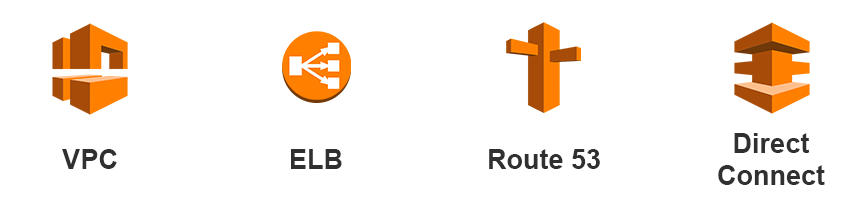 VPC
ELB
Route 53
Direct
Connect